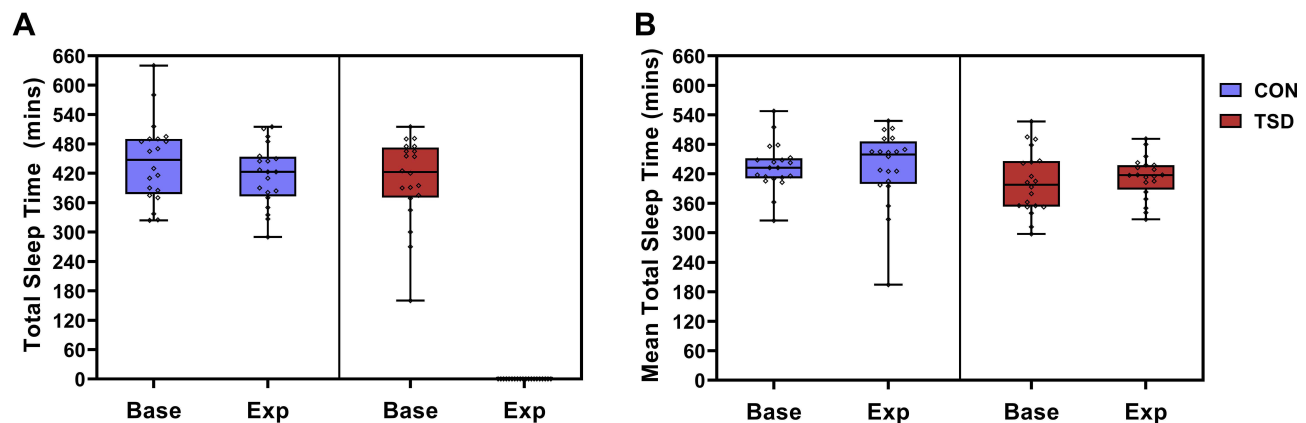 A
Total Sleep Time (mins)
660
600
540
480
420
360
300
240
180
120
60
0
Base
Exp
Base
Exp
B
Mean Total Sleep Time (mins)
660
600
540
480
420
360
300
240
180
120
60
0
Base
Exp
Base
Exp
CON
TSD